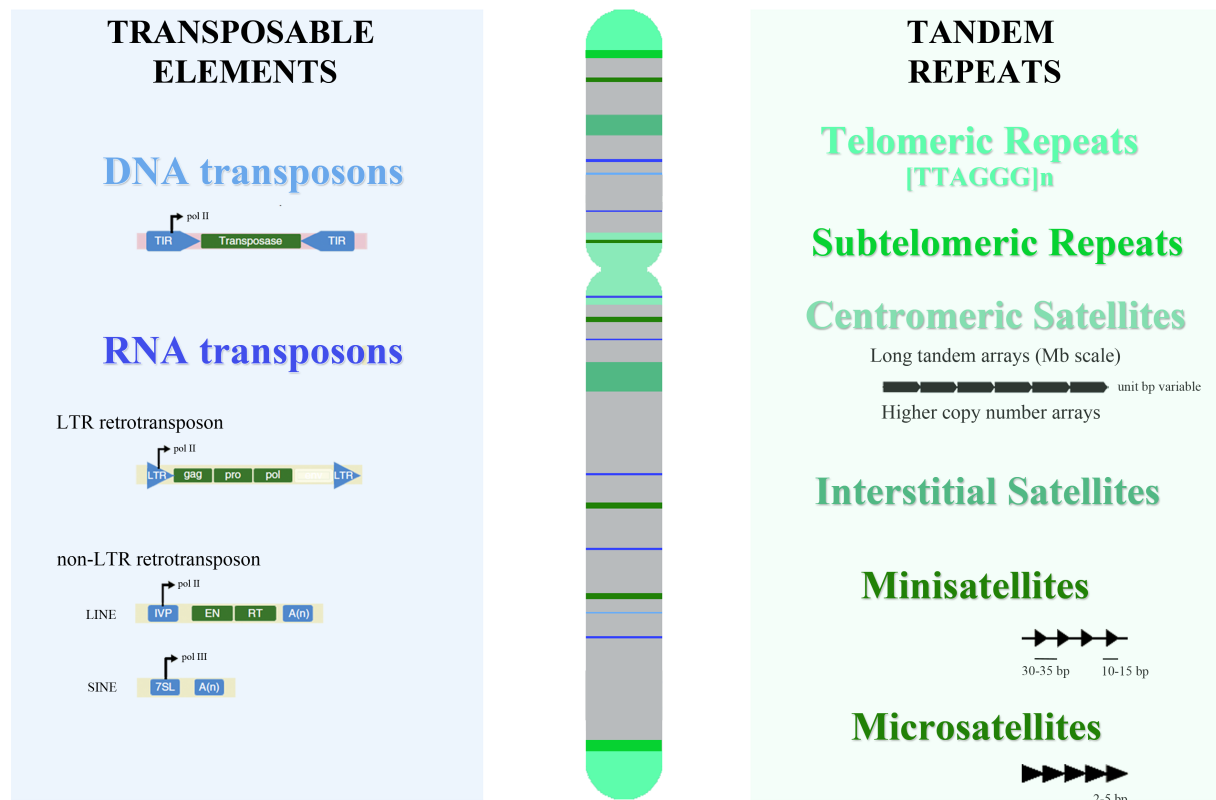 TRANSPOSABLE
ELEMENTS
DNA transposons
pol II
TIR Transposase TIR
RNA transposons
LTR retrotransposon
pol II
LTR gag pro pol LTR
non-LTR retrotransposon
pol II
LINE IVP EN RT A(n)
pol III
SINE 7SL A(n)
TANDEM
REPEATS
Telomeric Repeats
[TTAGGG]n
Subtelomeric Repeats
Centromeric Satellites
Long tandem arrays (Mb scale)
unit bp variable
Higher copy number arrays
Interstitial Satellites
Minisatellites
30-35 bp 10-15 bp
Microsatellites
2-5 bp